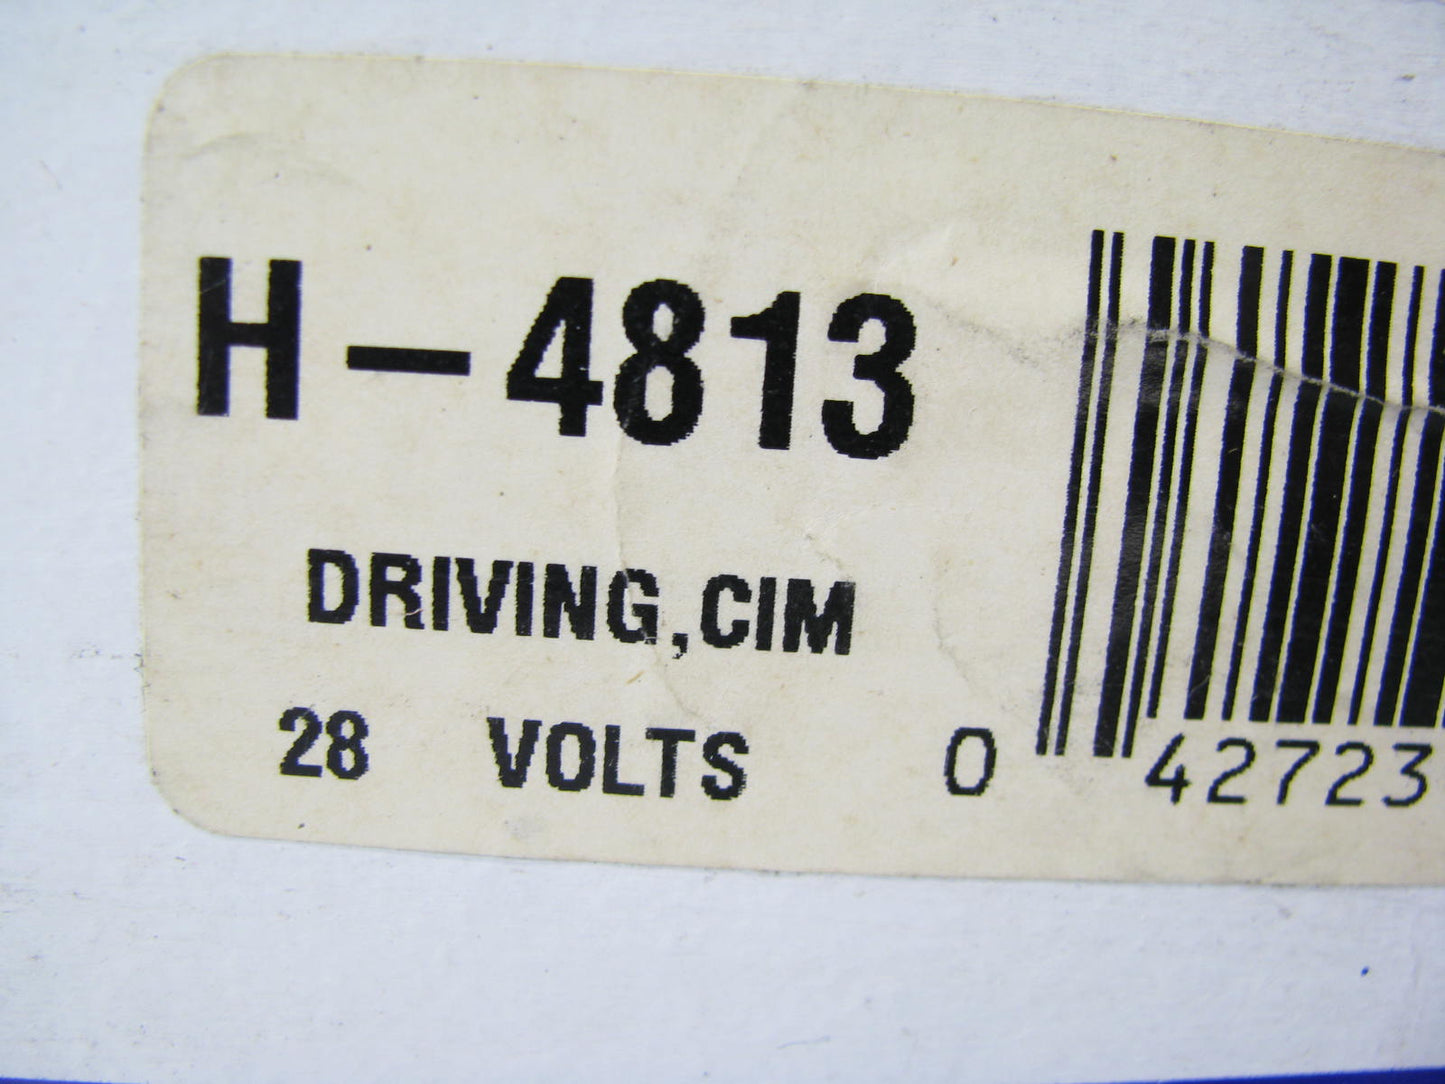 H-4813
DRIVING,CIM
28 VOLTS
0 42723